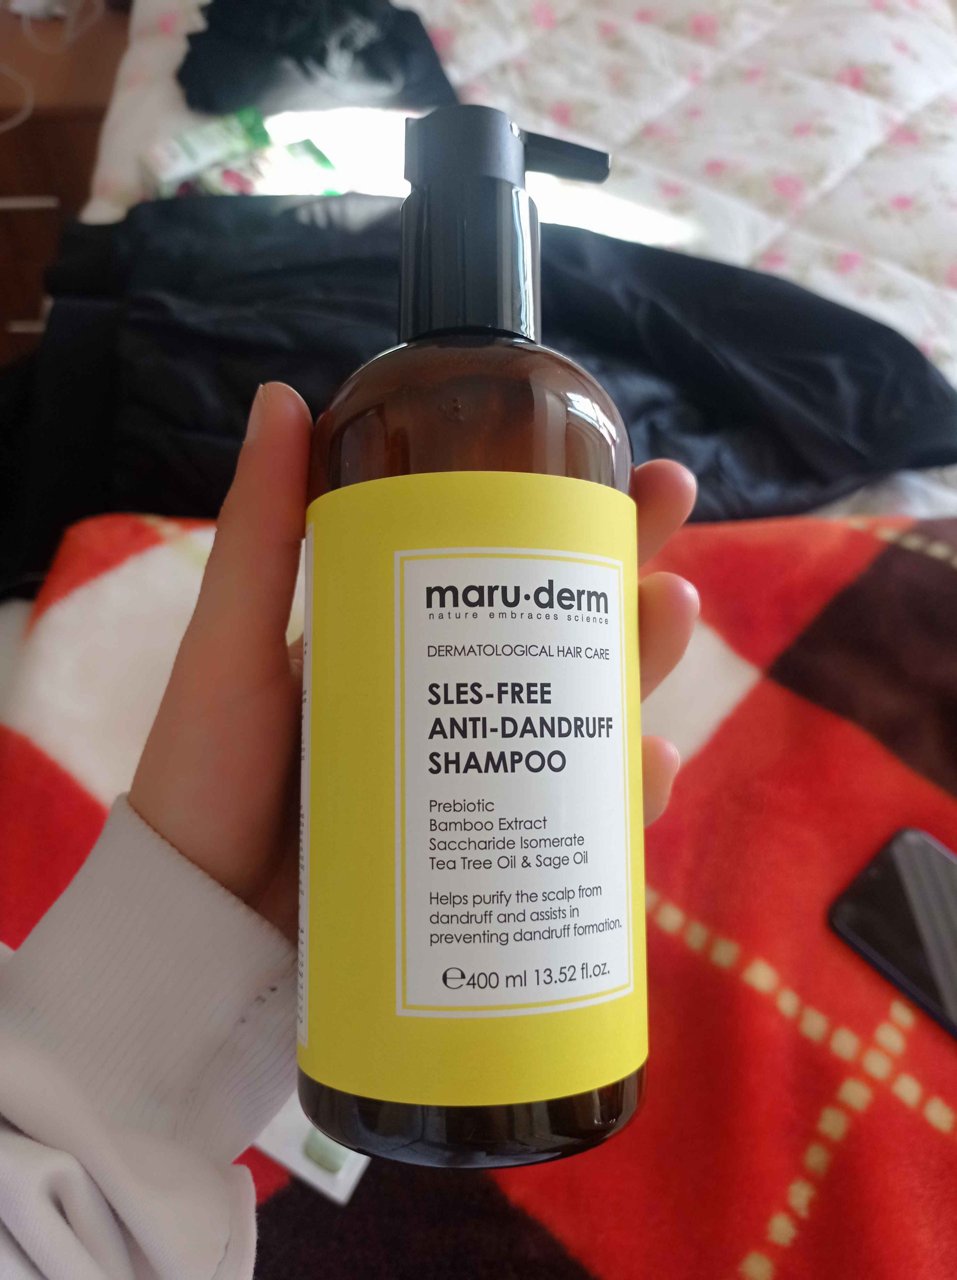 maru·derm
nature embraces science
DERMATOLOGICAL HAIR CARE
SLES-FREE
ANTI-DANDRUFF
SHAMPOO
Prebiotic
Bamboo Extract
Saccharide Isomerate
Tea Tree Oil & Sage Oil
Helps purify the scalp from
dandruff and assists in
preventing dandruff formation.
℮400 ml 13.52 fl.oz.